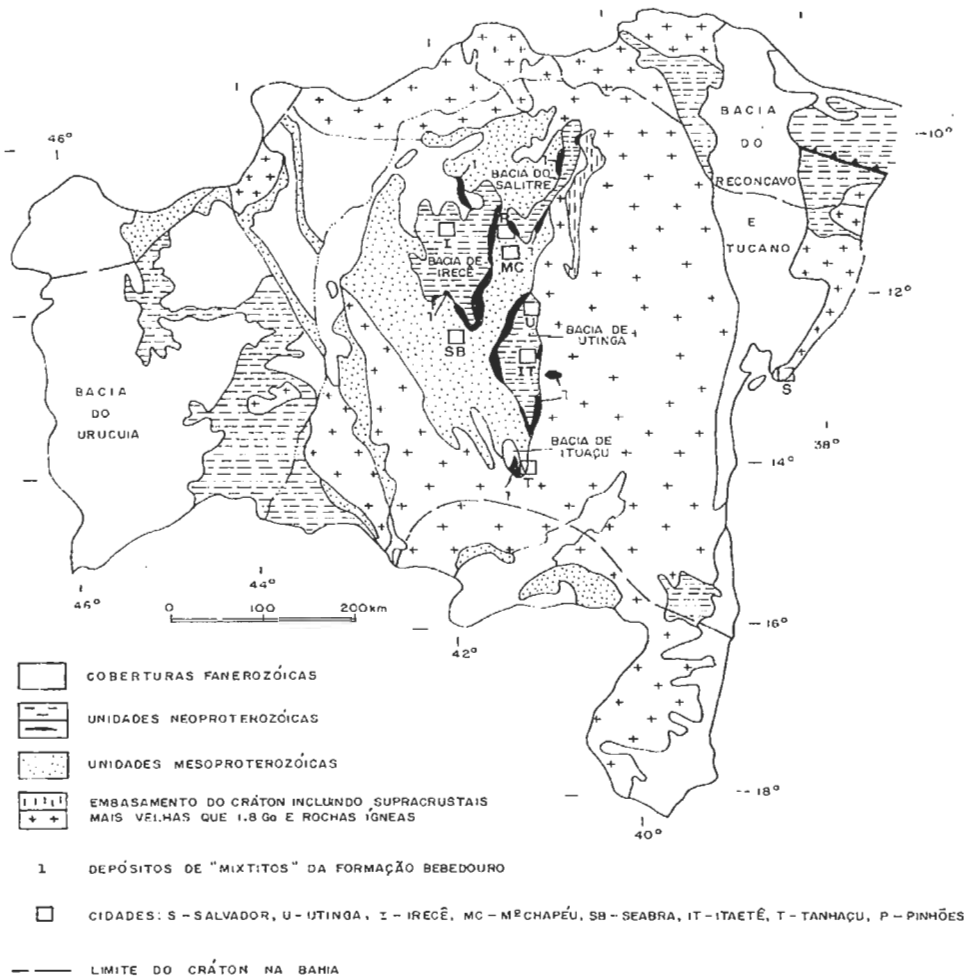 46°
10°
BACIA
DO
RECONCAVO
E
TUCANO
BACIA DO
SALITRE
P
I
MC
BACIA DE
IRECÊ
12°
U
SB
BACIA DE
UTINGA
IT
S
BACIA
DO
URUCUIA
38°
BACIA DE
ITUAÇU
14°
T
1
44°
46°
0 100 200 km
16°
42°
18°
40°
COBERTURAS FANEROZÓICAS
UNIDADES NEOPROTEROZÓICAS
UNIDADES MESOPROTEROZÓICAS
EMBASAMENTO DO CRÁTON INCLUINDO SUPRACRUSTAIS
MAIS VELHAS QUE 1.8 Ga E ROCHAS ÍGNEAS
1 DEPÓSITOS DE "MIXTITOS" DA FORMAÇÃO BEBEDOURO
CIDADES: S - SALVADOR, U - UTINGA, I - IRECÊ, MC - Mº CHAPÉU, SB - SEABRA, IT - ITAETÊ, T - TANHAÇU, P - PINHÕES
LIMITE DO CRÁTON NA BAHIA